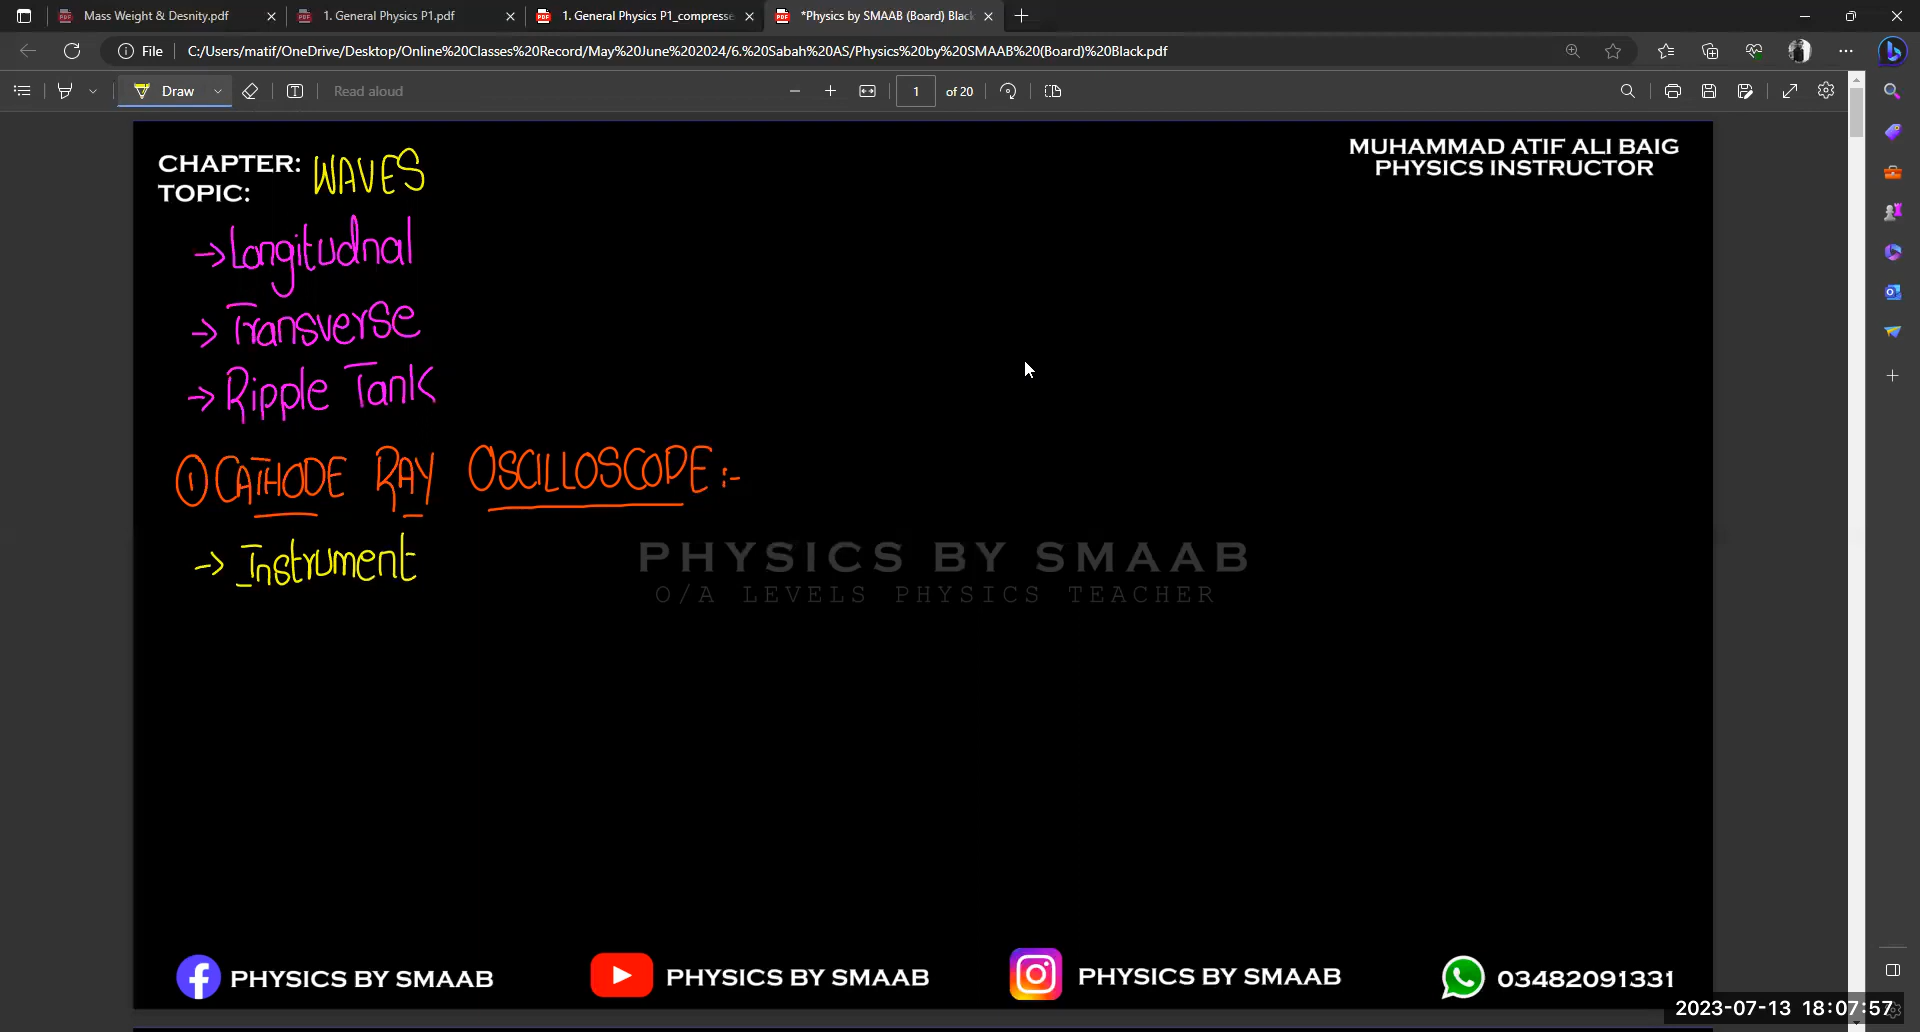 Mass Weight & Desnity.pdf
1. General Physics P1.pdf
1. General Physics P1_compresse
*Physics by SMAAB (Board) Black
File
C:/Users/matif/OneDrive/Desktop/Online%20Classes%20Record/May%20June%202024/6.%20Sabah%20AS/Physics%20by%20SMAAB%20(Board)%20Black.pdf
Draw
Read aloud
1 of 20
CHAPTER: WAVES
MUHAMMAD ATIF ALI BAIG
PHYSICS INSTRUCTOR
TOPIC:
→ Longitudnal
→ Transverse
→ Ripple Tank
① CATHODE RAY OSCILLOSCOPE :-
→ Instrument
PHYSICS BY SMAAB
O/A LEVELS PHYSICS TEACHER
PHYSICS BY SMAAB
PHYSICS BY SMAAB
PHYSICS BY SMAAB
03482091331
2023-07-13 18:07:57